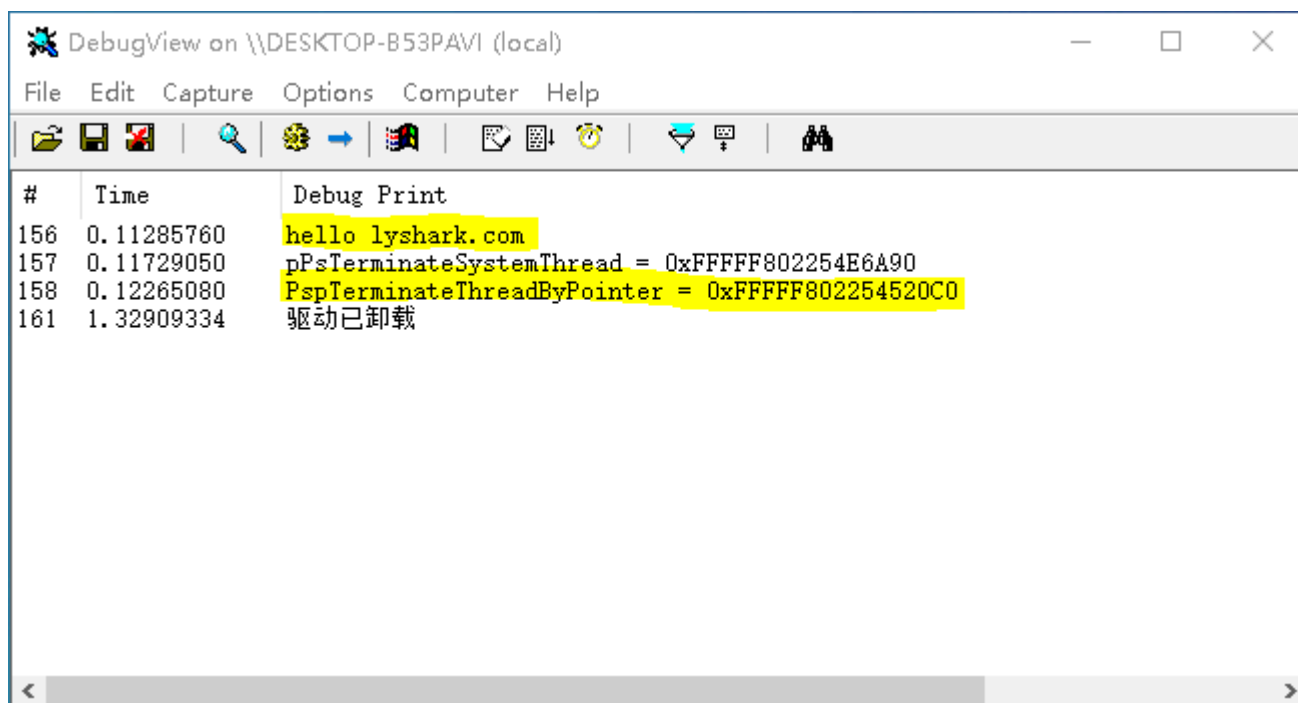 DebugView on \\DESKTOP-B53PAVI (local)
File Edit Capture Options Computer Help
# Time Debug Print
156 0.11285760 hello lyshark.com
157 0.11729050 pPsTerminateSystemThread = 0xFFFFF802254E6A90
158 0.12265080 PspTerminateThreadByPointer = 0xFFFFF802254520C0
161 1.32909334 驱动已卸载